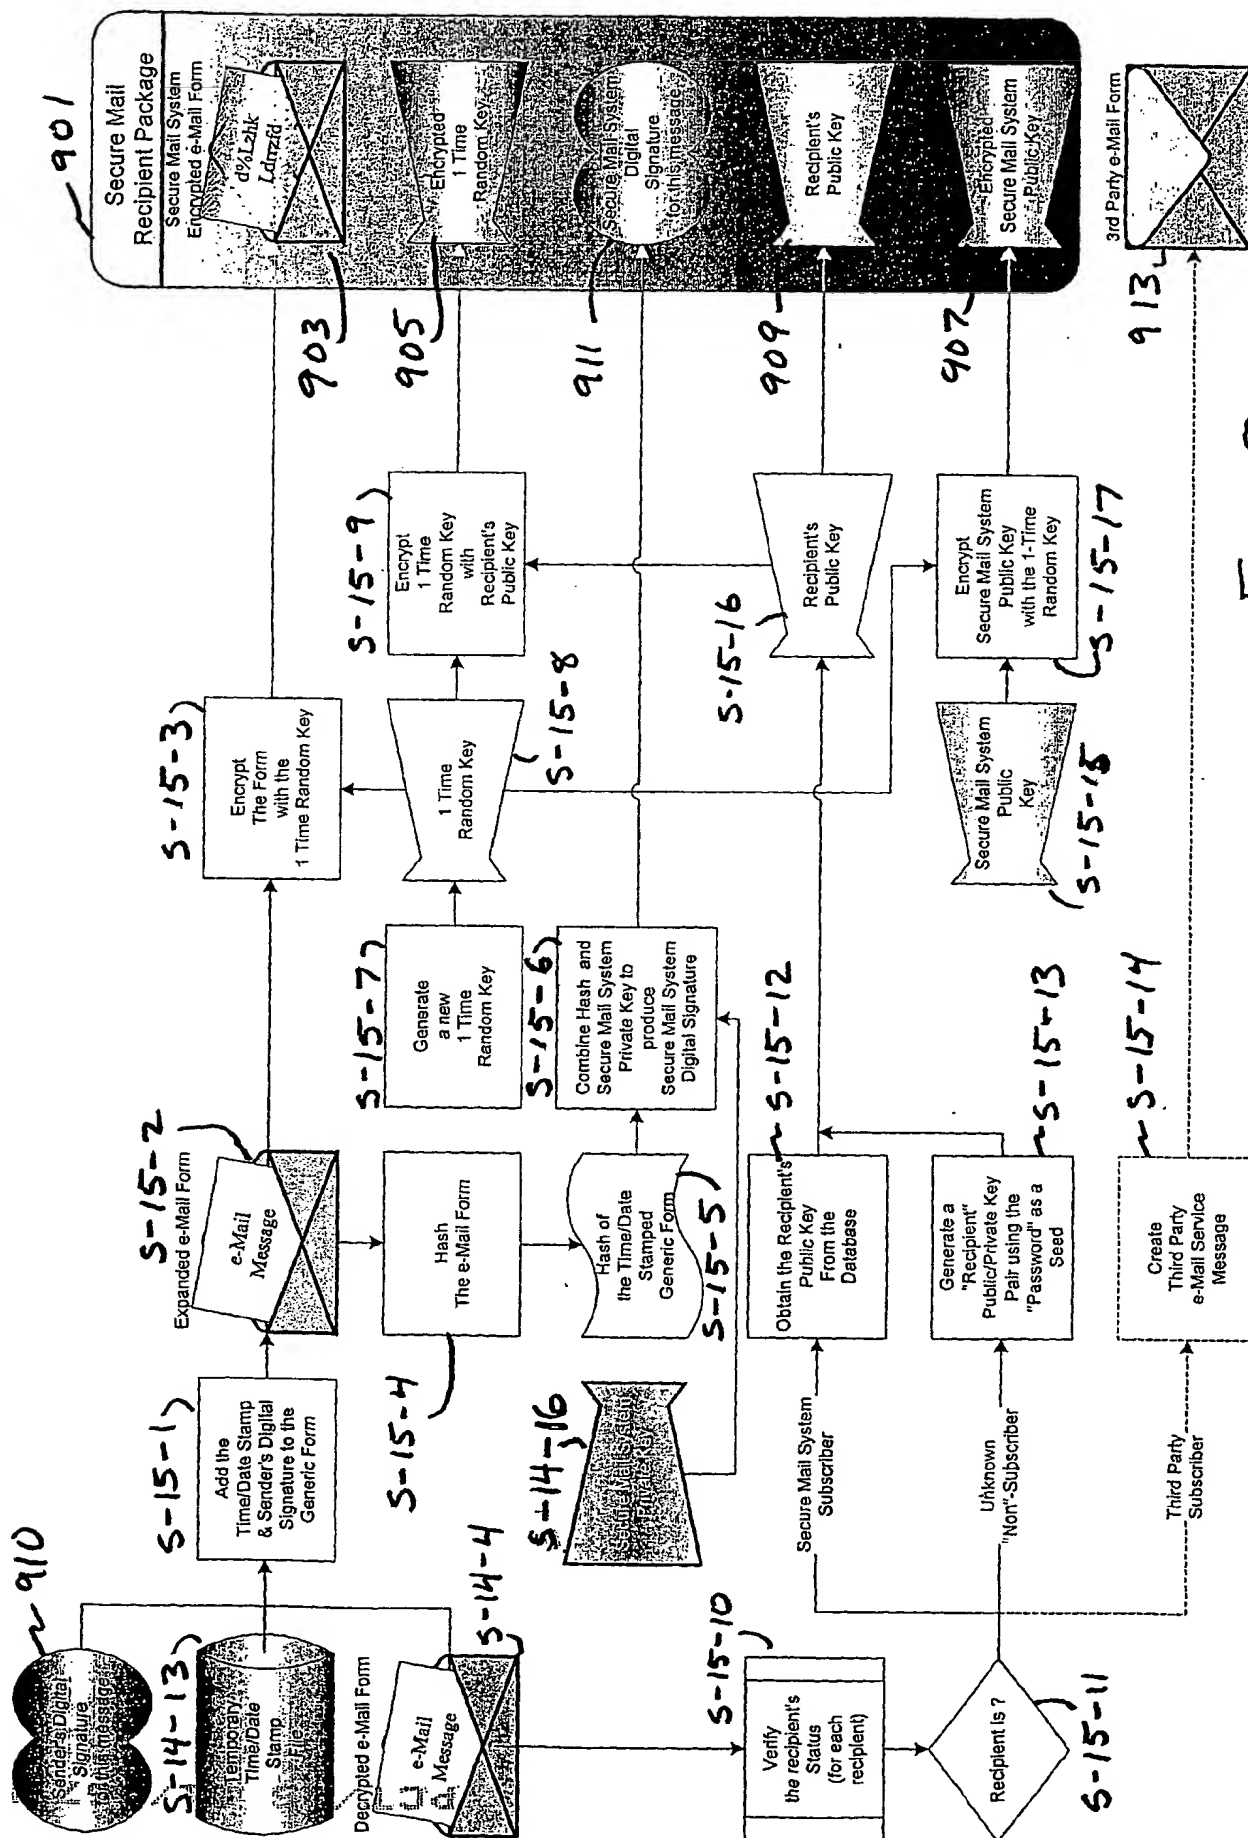 901
Secure Mail
Recipient Package
Secure Mail System
Encrypted e-Mail Form
d%Lzhk
Ldrrzfd
903
Encrypted
1 Time
Random Key
905
Secure Mail System
Digital
Signature
for this message
911
Recipient's
Public Key
909
Encrypted
Secure Mail System
Public Key
907
3rd Party e-Mail Form
913
S-15-3
Encrypt
The Form
with the
1 Time Random Key
S-15-9
Encrypt
1 Time
Random Key
with
Recipient's
Public Key
1 Time
Random Key
S-15-8
S-15-16
Recipient's
Public Key
Encrypt
Secure Mail System
Public Key
with the 1-Time
Random Key
S-15-17
Secure Mail System
Public
Key
S-15-15
S-15-2
Expanded e-Mail Form
e-Mail
Message
S-15-7
Generate
a new
1 Time
Random Key
S-15-6
Combine Hash and
Secure Mail System
Private Key to
produce
Secure Mail System
Digital Signature
Hash
The e-Mail Form
S-15-4
Hash of
the Time/Date
Stamped
Generic Form
S-15-5
S-15-12
Obtain the Recipient's
Public Key
From the
Database
S-15-13
Generate a
"Recipient"
Public/Private Key
Pair using the
"Password" as a
Seed
S-15-14
Create
Third Party
e-Mail Service
Message
910
Sender's Digital
Signature
for this message
S-15-1
Add the
Time/Date Stamp
& Sender's Digital
Signature to the
Generic Form
S-14-13
Temporary
Time/Date
Stamp
Decrypted e-Mail Form
e-Mail
Message
S-14-4
S-14-16
Secure Mail System
Private Key
S-15-10
Verify
the recipient's
Status
(for each
recipient)
Recipient Is ?
S-15-11
Secure Mail System
Subscriber
Unknown
"Non"-Subscriber
Third Party
Subscriber